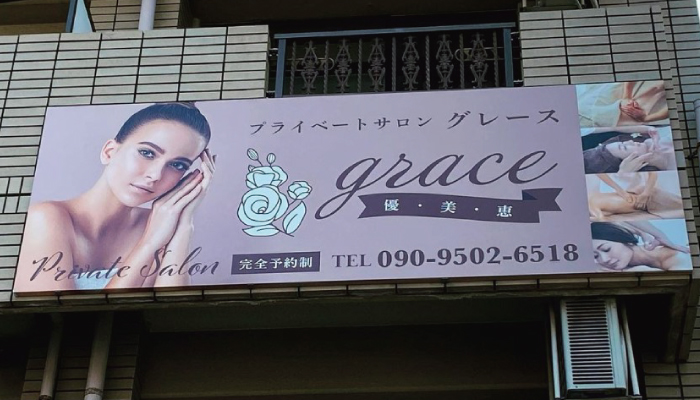 プライベートサロン グレース
grace
優・美・恵
Private Salon
完全予約制
TEL 090-9502-6518